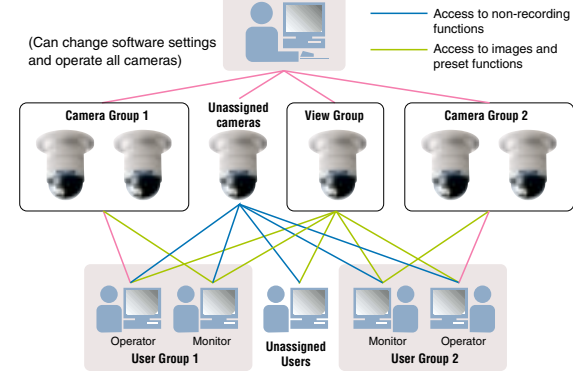 Access to non-recording
functions
Access to images and
preset functions
(Can change software settings
and operate all cameras)
Camera Group 1
Unassigned
cameras
View Group
Camera Group 2
Operator
Monitor
User Group 1
Unassigned
Users
Monitor
Operator
User Group 2